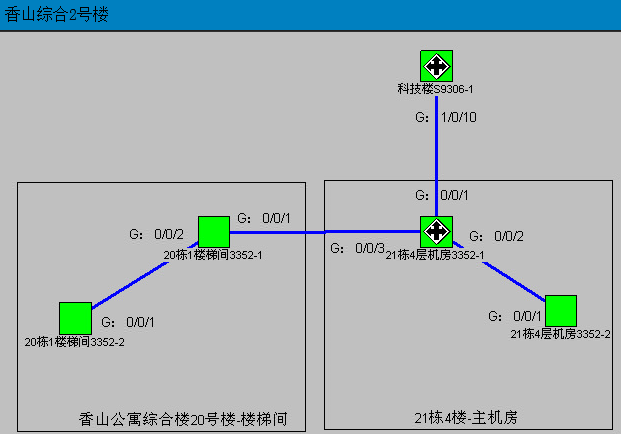 香山综合2号楼
科技楼S9306-1
G: 1/0/10
G: 0/0/1
G: 0/0/1
G: 0/0/2
20栋1楼梯间3352-1
G: 0/0/3
21栋4层机房3352-1
G: 0/0/2
G: 0/0/1
20栋1楼梯间3352-2
G: 0/0/1
21栋4层机房3352-2
香山公寓综合楼20号楼-楼梯间
21栋4楼-主机房